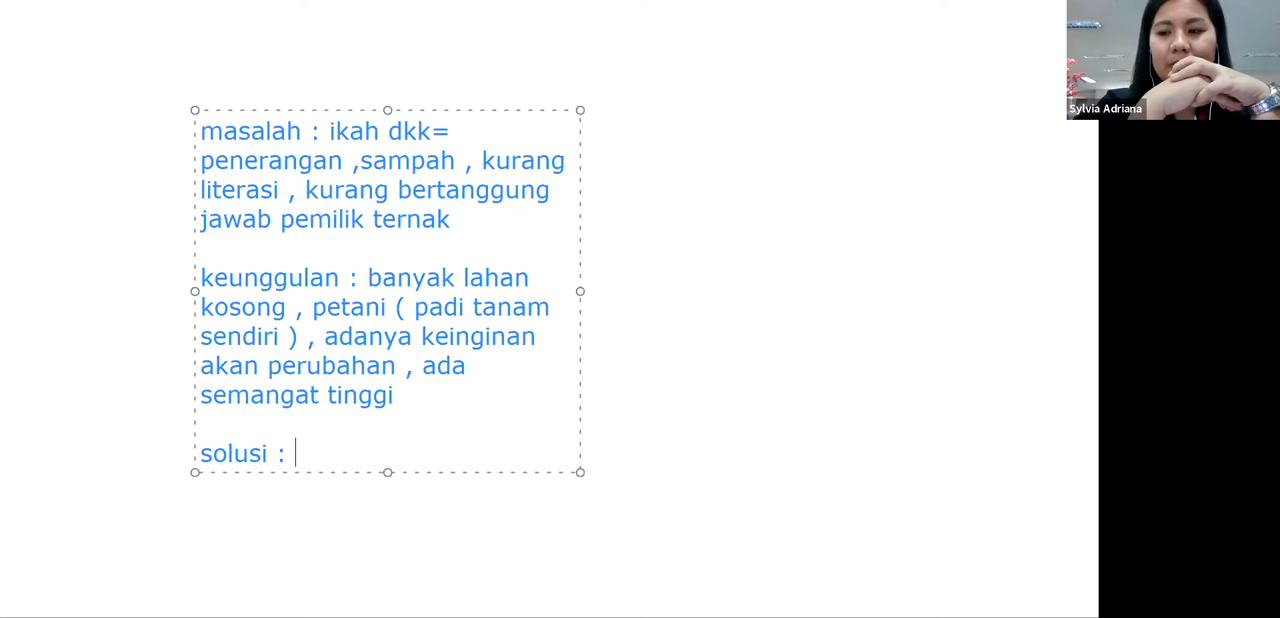 masalah : ikah dkk=
penerangan ,sampah , kurang
literasi , kurang bertanggung
jawab pemilik ternak
keunggulan : banyak lahan
kosong , petani ( padi tanam
sendiri ) , adanya keinginan
akan perubahan , ada
semangat tinggi
solusi :
Sylvia Adriana